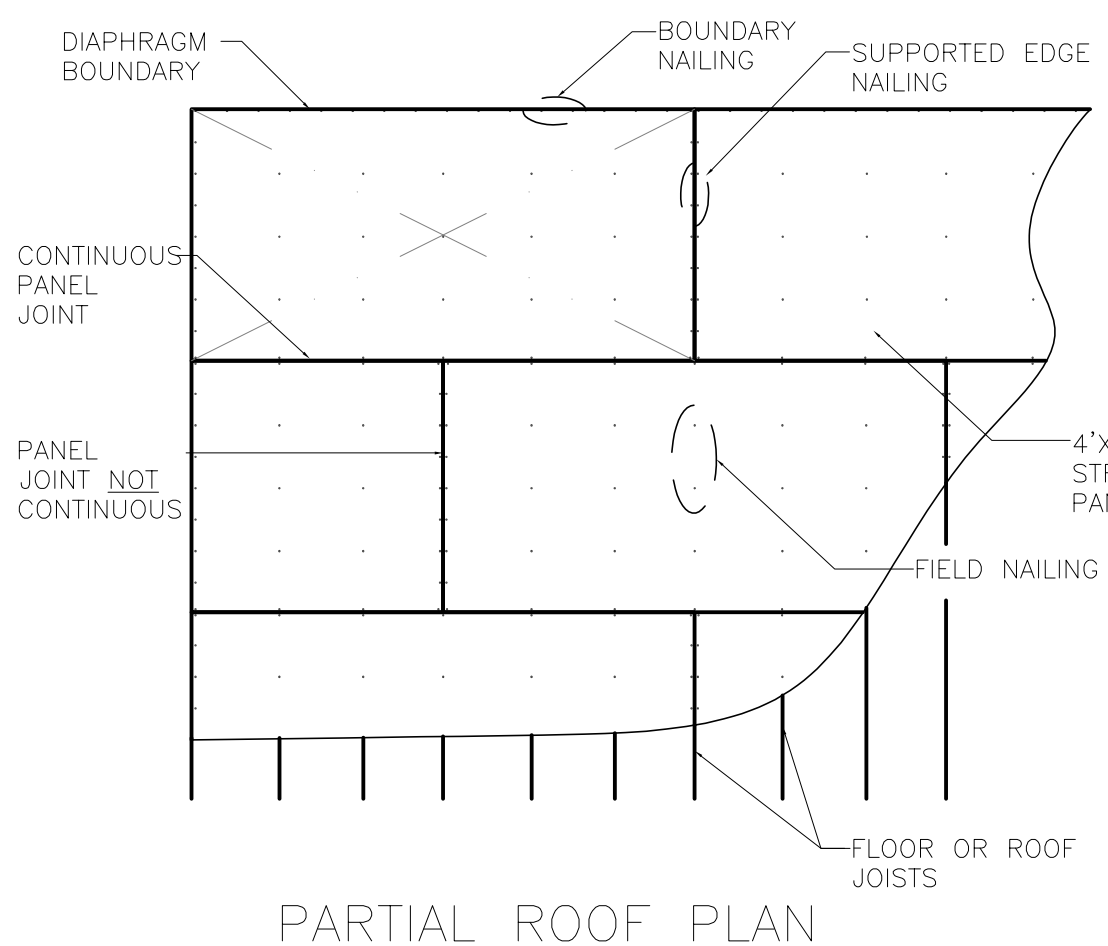 DIAPHRAGM
BOUNDARY
BOUNDARY
NAILING
SUPPORTED EDGE
NAILING
CONTINUOUS
PANEL
JOINT
PANEL
JOINT NOT
CONTINUOUS
4'X
FIELD NAILING
FLOOR OR ROOF
JOISTS
PARTIAL ROOF PLAN